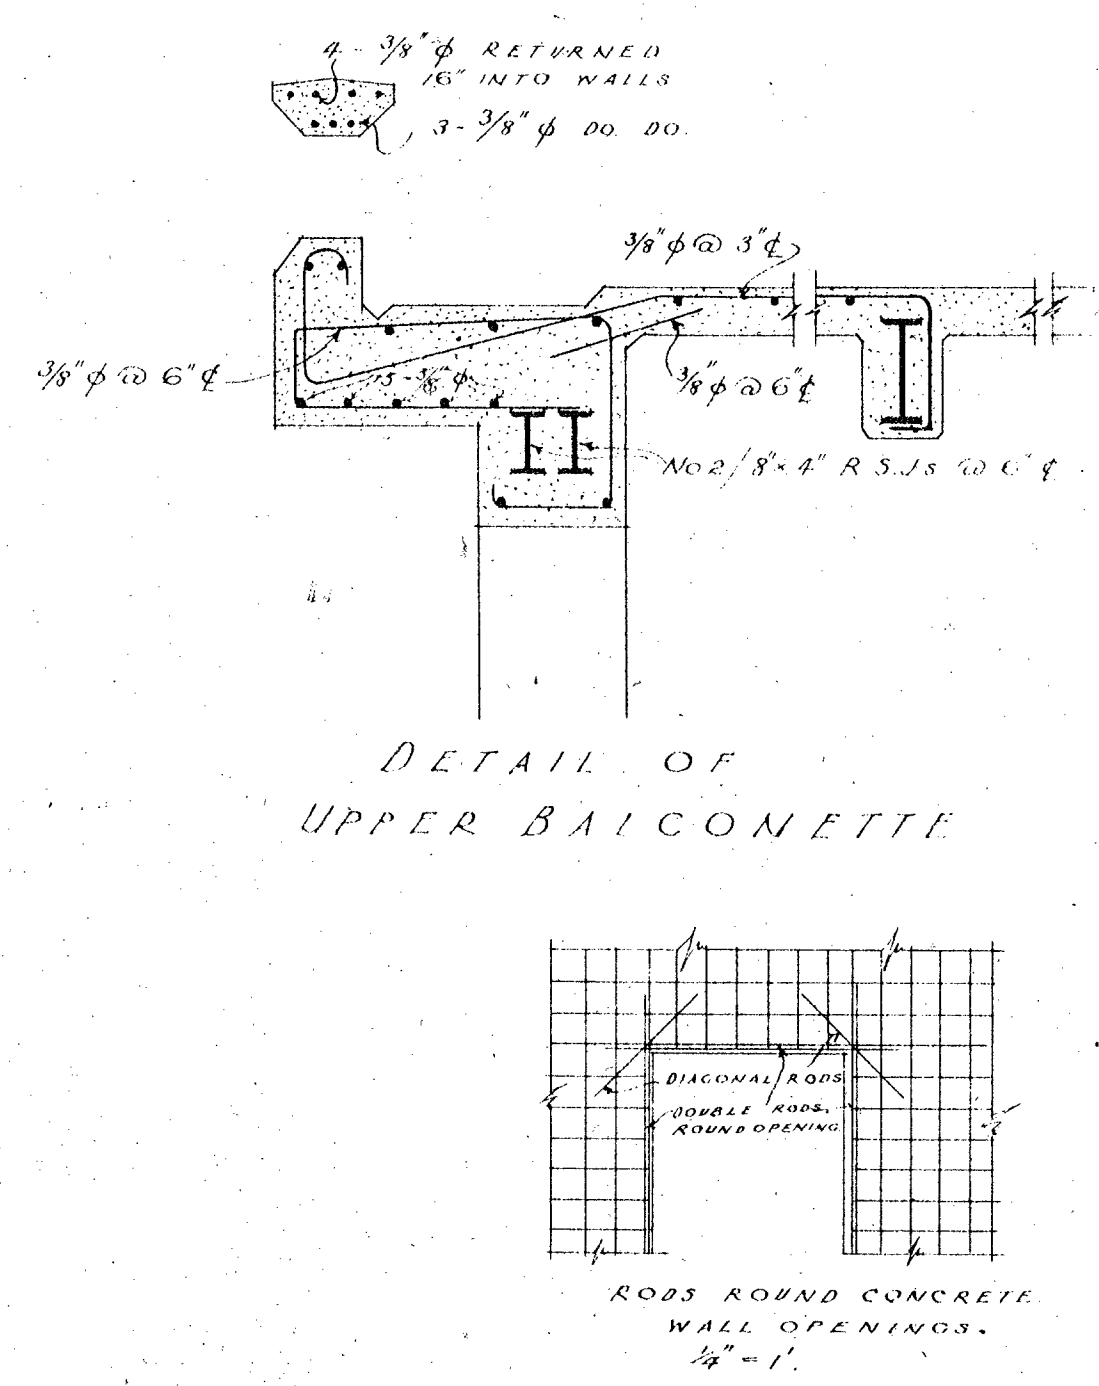 4 - 3/8" ϕ RETURNED
16" INTO WALLS
3 - 3/8" ϕ DO. DO.
3/8" ϕ @ 3" ℄
3/8" ϕ @ 6" ℄
5 - 3/8" ϕ
3/8" ϕ @ 6" ℄
No 2/8" × 4" R.S.Js @ 6" ℄
DETAIL OF
UPPER BALCONETTE
DIAGONAL RODS
DOUBLE RODS.
ROUND OPENING
RODS ROUND CONCRETE
WALL OPENINGS.
1/4" = 1'.